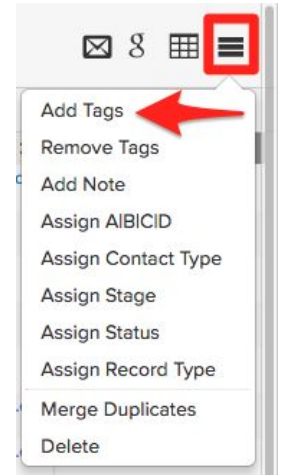 8
Add Tags
Remove Tags
Add Note
Assign A|B|C|D
Assign Contact Type
Assign Stage
Assign Status
Assign Record Type
Merge Duplicates
Delete